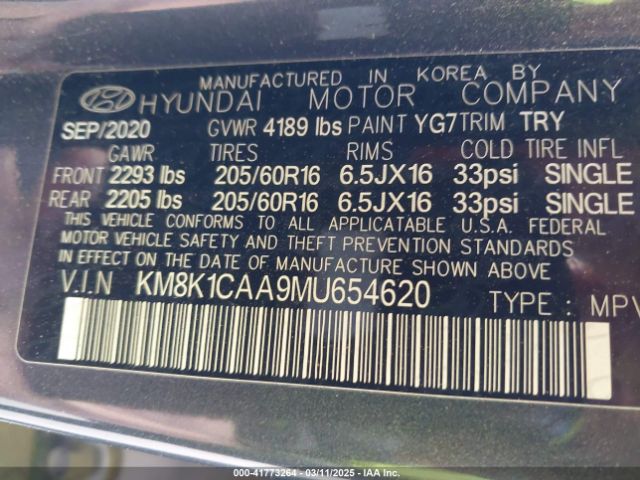 MANUFACTURED IN KOREA BY
HYUNDAI MOTOR COMPANY
SEP/2020 GVWR 4189 lbs PAINT YG7 TRIM TRY
GAWR TIRES RIMS COLD TIRE INFL
FRONT 2293 lbs 205/60R16 6.5JX16 33psi SINGLE
REAR 2205 lbs 205/60R16 6.5JX16 33psi SINGLE
THIS VEHICLE CONFORMS TO ALL APPLICATABLE U.S.A. FEDERAL
MOTOR VEHICLE SAFETY AND THEFT PREVENTION STANDARDS
IN EFFECT ON THE DATE OF MANUFACTURE SHOWN ABOVE
V.I.N KM8K1CAA9MU654620 TYPE : MPV
Owner: 41773264 - 03/11/2025 - IAA Inc.